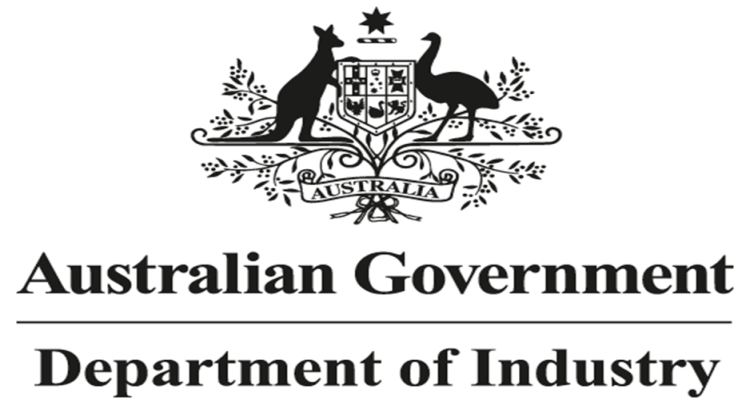 AUSTRALIA
Australian Government
Department of Industry